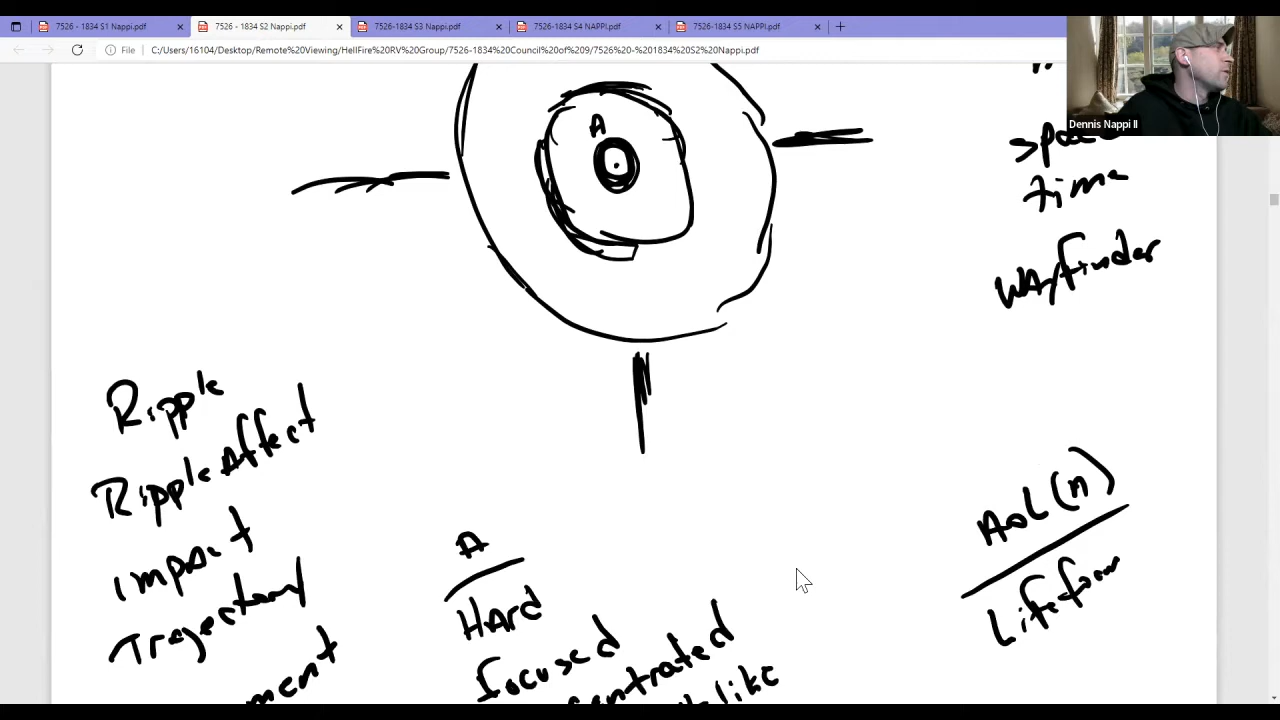 7526 - 1834 S1 Nappi.pdf
7526 - 1834 S2 Nappi.pdf
7526-1834 S3 Nappi.pdf
7526-1834 S4 NAPPI.pdf
7526-1834 S5 NAPPI.pdf
File
C:/Users/16104/Desktop/Remote%20Viewing/HellFire%20RV%20Group/7526-1834%20Council%20of%209/7526%20-%201834%20S2%20Nappi.pdf
Dennis Nappi II
A
time
Wayfinder
Ripple
Ripple Affect
impact
Trajectory
A
Hard
focused
AOL(n)
Lifeform